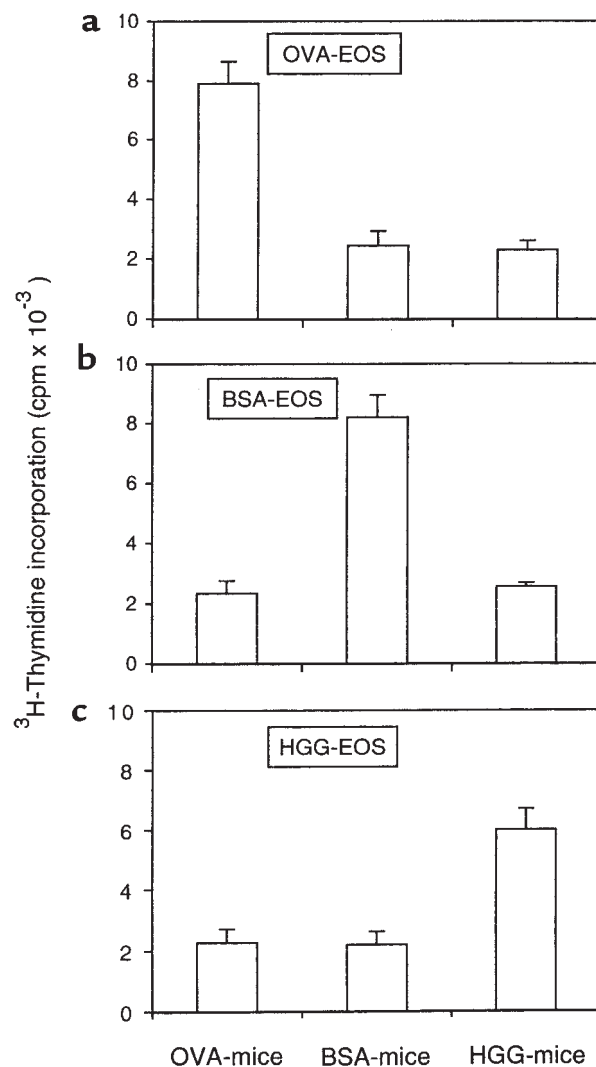 a
10
OVA-EOS
8
6
4
2
0
b
10
BSA-EOS
8
6
4
2
0
c
10
HGG-EOS
8
6
4
2
0
³H-Thymidine incorporation (cpm x 10⁻³ )
OVA-mice BSA-mice HGG-mice